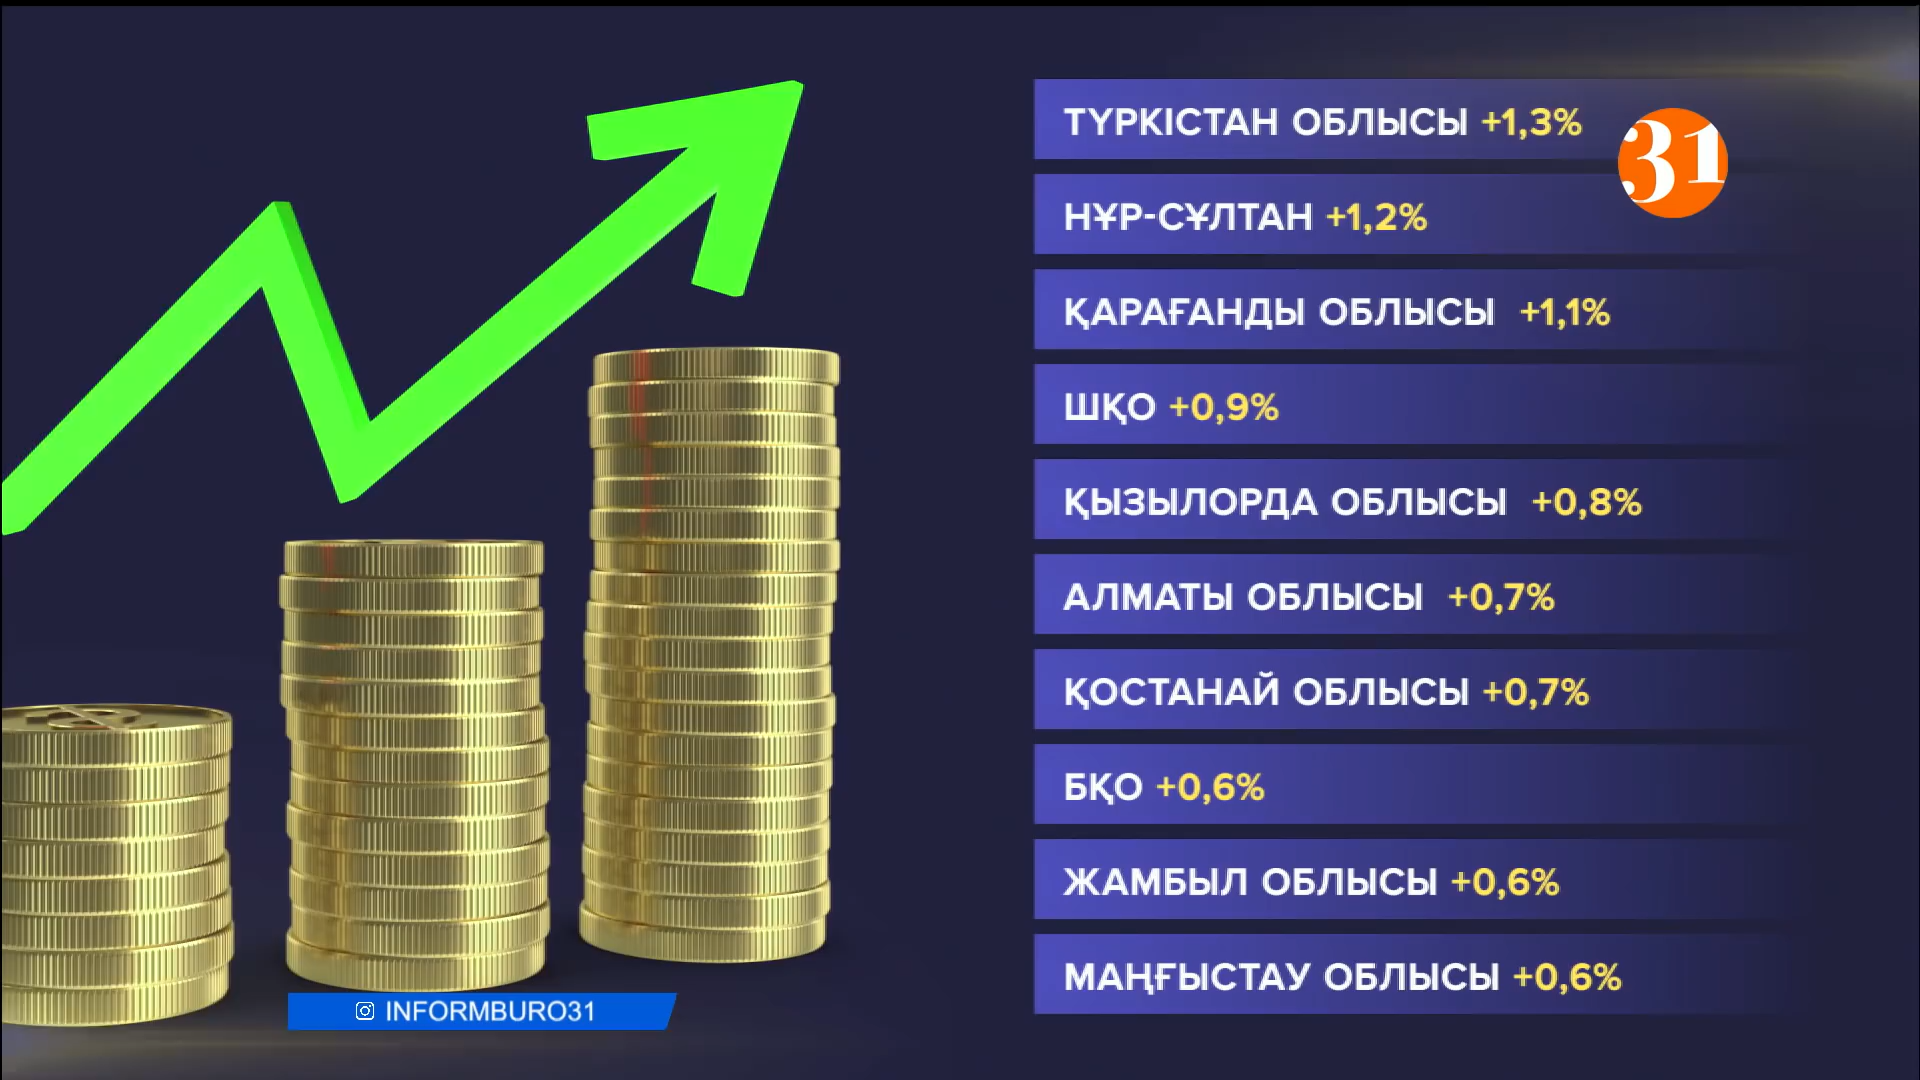 ТҮРКІСТАН ОБЛЫСЫ +1,3%
31
НҰР-СҰЛТАН +1,2%
ҚАРАҒАНДЫ ОБЛЫСЫ +1,1%
ШҚО +0,9%
ҚЫЗЫЛОРДА ОБЛЫСЫ +0,8%
АЛМАТЫ ОБЛЫСЫ +0,7%
ҚОСТАНАЙ ОБЛЫСЫ +0,7%
БҚО +0,6%
ЖАМБЫЛ ОБЛЫСЫ +0,6%
МАҢҒЫСТАУ ОБЛЫСЫ +0,6%
INFORMBURO31